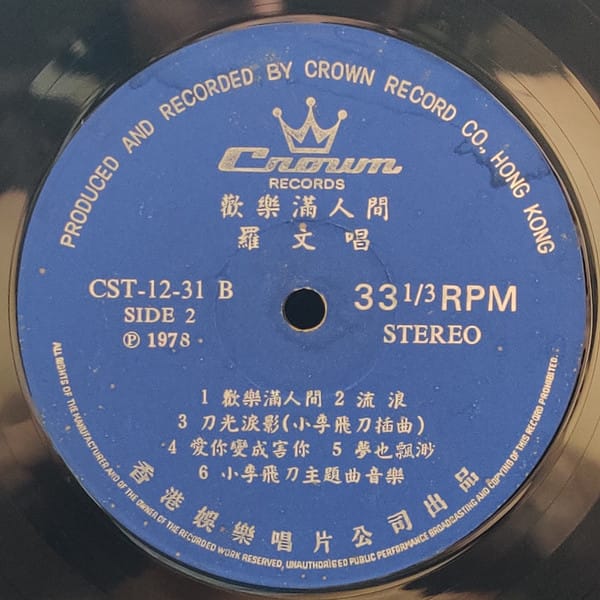 PRODUCED AND RECORDED BY CROWN RECORD CO., HONG KONG
Crown
RECORDS
歡樂滿人間
羅文唱
CST-12-31 B
SIDE 2
Ⓟ 1978
33 1/3 RPM
STEREO
1 歡樂滿人間 2 流浪
3 刀光淚影(小李飛刀插曲)
4 愛你變成害你 5 夢也飄渺
6 小李飛刀主題曲音樂
香港娛樂唱片公司出品
ALL RIGHTS OF THE MANUFACTURER AND OF THE OWNER OF THE RECORDED WORK RESERVED, UNAUTHORISED PUBLIC PERFORMANCE BROADCASTING AND COPYING OF THIS RECORD PROHIBITED.